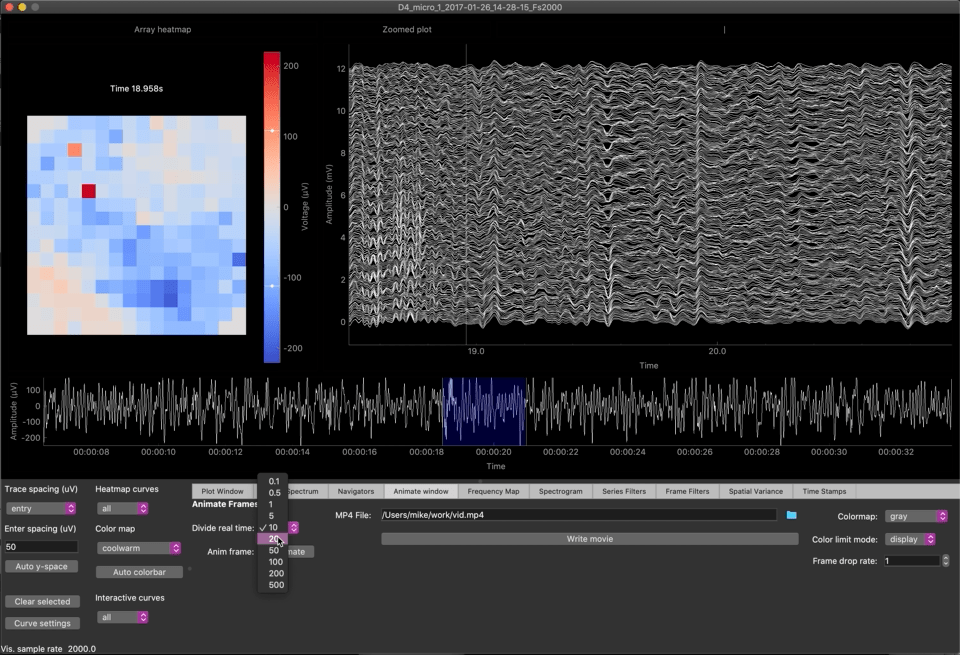 D4_micro_1_2017-01-26_14-28-15_Fs2000
Array heatmap
Zoomed plot
Time 18.958s
200
100
0
-100
-200
Voltage (µV)
Amplitude (mV)
12
10
8
6
4
2
0
19.0
20.0
Time
Amplitude (µV)
100
0
-100
-200
00:00:08
00:00:10
00:00:12
00:00:14
00:00:16
00:00:18
00:00:20
00:00:22
00:00:24
00:00:26
00:00:28
00:00:30
00:00:32
Time
Trace spacing (uV)
entry
Enter spacing (uV)
50
Auto y-space
Clear selected
Curve settings
Vis. sample rate 2000.0
Heatmap curves
all
Color map
coolwarm
Auto colorbar
Interactive curves
all
Plot Window
Spectrum
Navigators
Animate window
Frequency Map
Spectrogram
Series Filters
Frame Filters
Spatial Variance
Time Stamps
Animate Frames
Divide real time:
Anim frame:
0.1
0.5
1
5
✓ 10
20
50
100
200
500
MP4 File:
/Users/mike/work/vid.mp4
Write movie
Colormap:
gray
Color limit mode:
display
Frame drop rate:
1